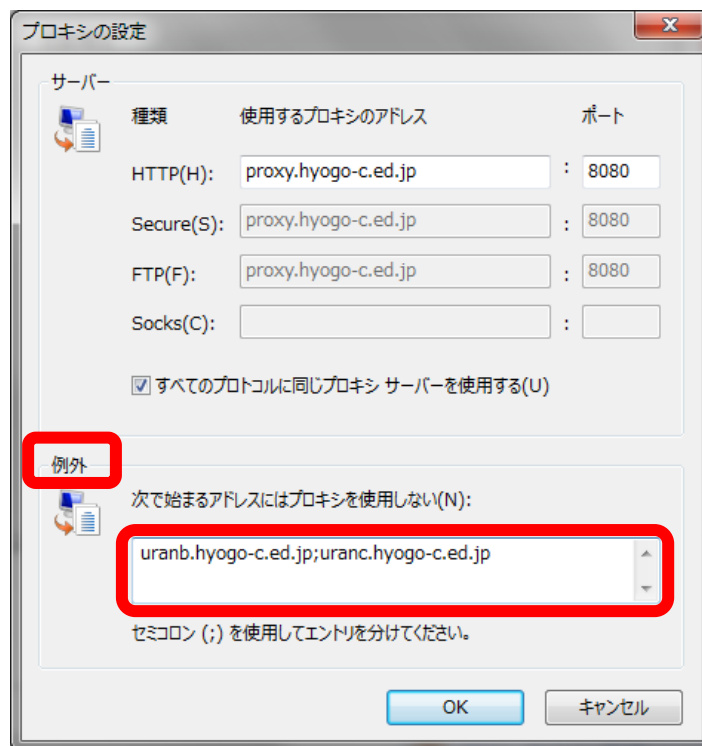 プロキシの設定
サーバー
種類 使用するプロキシのアドレス ポート
HTTP(H): proxy.hyogo-c.ed.jp : 8080
Secure(S): proxy.hyogo-c.ed.jp : 8080
FTP(F): proxy.hyogo-c.ed.jp : 8080
Socks(C): :
すべてのプロトコルに同じプロキシ サーバーを使用する(U)
例外
次で始まるアドレスにはプロキシを使用しない(N):
uranb.hyogo-c.ed.jp;uranc.hyogo-c.ed.jp
セミコロン (;) を使用してエントリを分けてください。
OK キャンセル